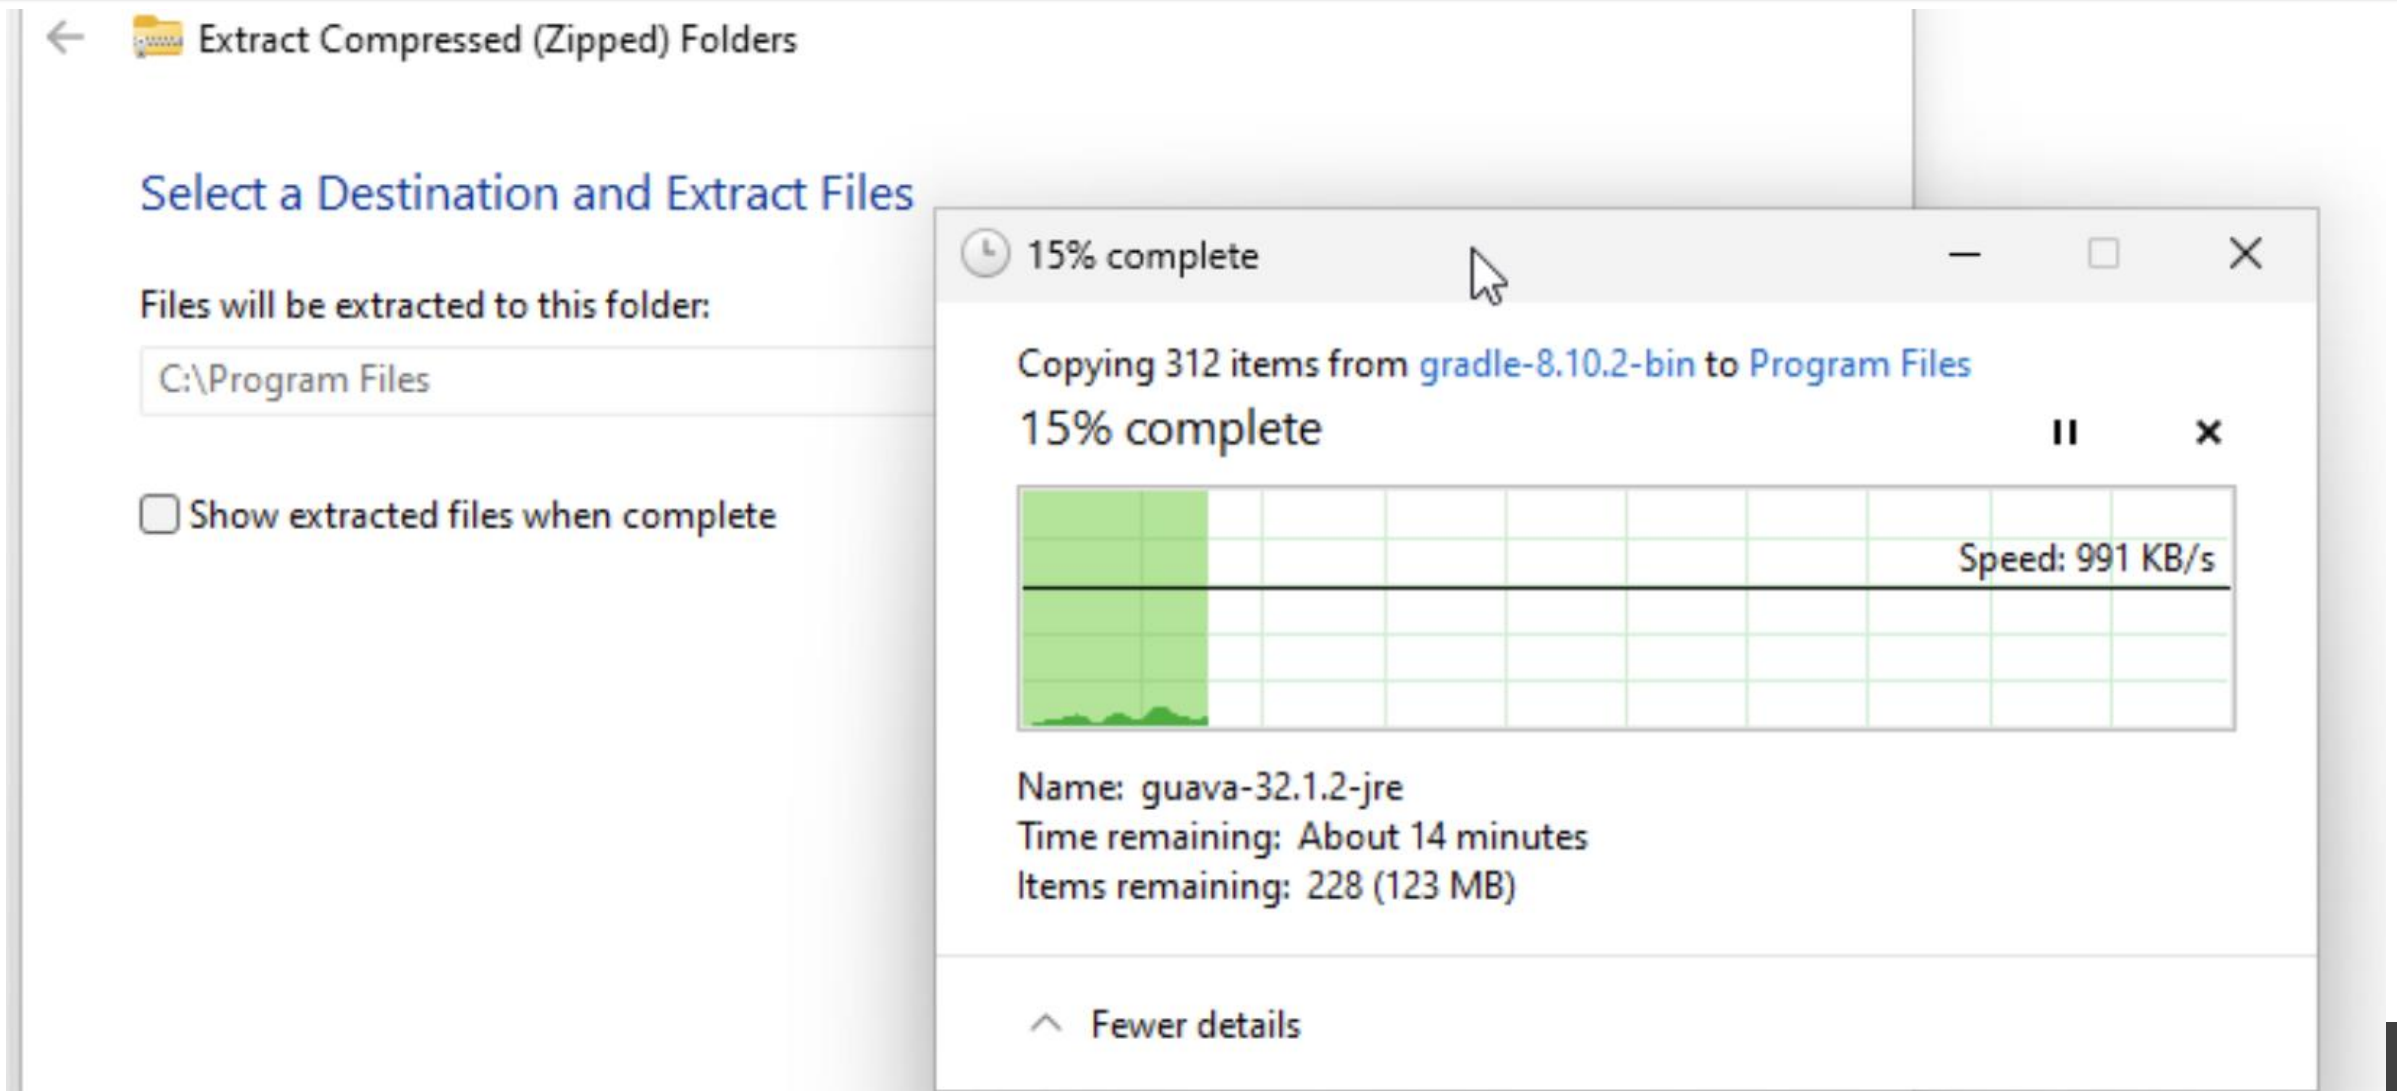 Extract Compressed (Zipped) Folders
Select a Destination and Extract Files
Files will be extracted to this folder:
C:\Program Files
Show extracted files when complete
15% complete
Copying 312 items from gradle-8.10.2-bin to Program Files
15% complete
Speed: 991 KB/s
Name: guava-32.1.2-jre
Time remaining: About 14 minutes
Items remaining: 228 (123 MB)
Fewer details